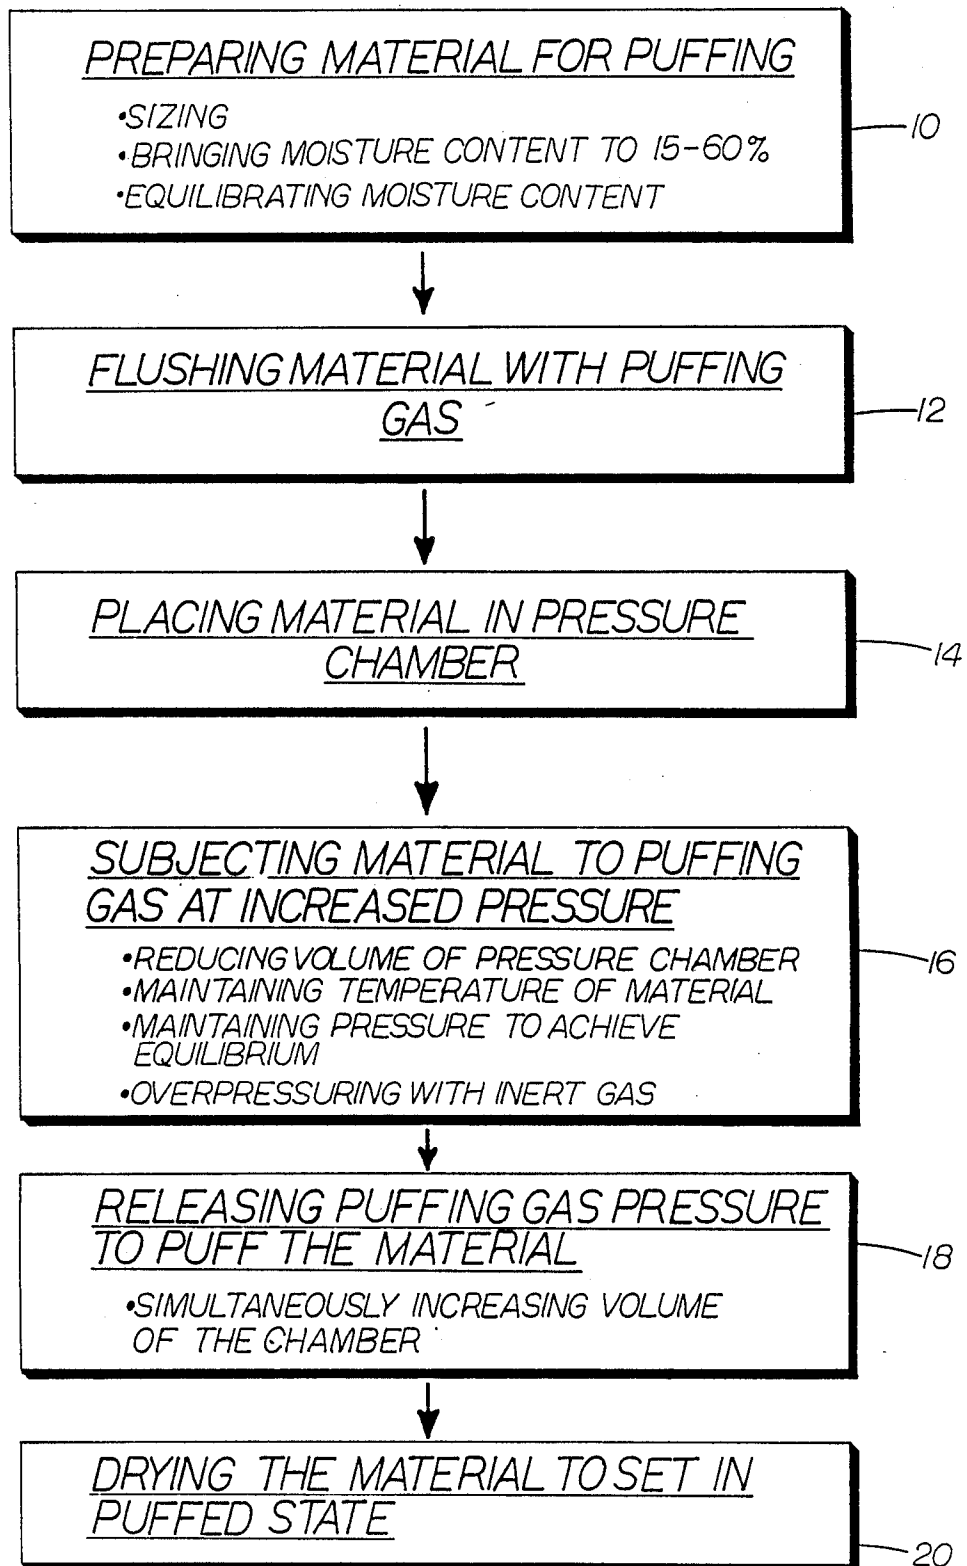 PREPARING MATERIAL FOR PUFFING
•SIZING
•BRINGING MOISTURE CONTENT TO 15-60%
•EQUILIBRATING MOISTURE CONTENT
10
FLUSHING MATERIAL WITH PUFFING
GAS
12
PLACING MATERIAL IN PRESSURE
CHAMBER
14
SUBJECTING MATERIAL TO PUFFING
GAS AT INCREASED PRESSURE
•REDUCING VOLUME OF PRESSURE CHAMBER
•MAINTAINING TEMPERATURE OF MATERIAL
•MAINTAINING PRESSURE TO ACHIEVE
EQUILIBRIUM
•OVERPRESSURING WITH INERT GAS
16
RELEASING PUFFING GAS PRESSURE
TO PUFF THE MATERIAL
•SIMULTANEOUSLY INCREASING VOLUME
OF THE CHAMBER
18
DRYING THE MATERIAL TO SET IN
PUFFED STATE
20